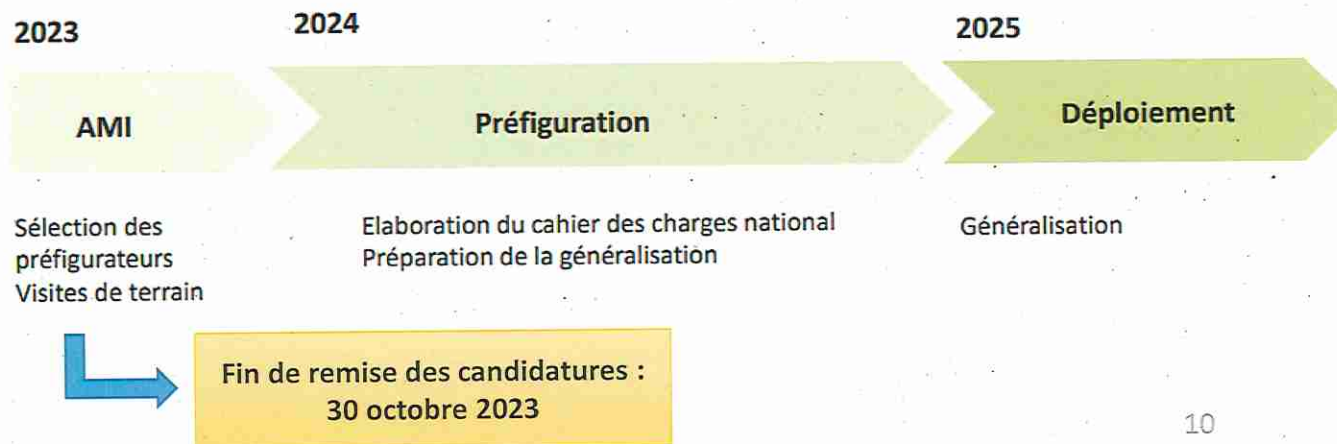 2023
2024
2025
AMI
Préfiguration
Déploiement
Sélection des
préfigurateurs
Visites de terrain
Elaboration du cahier des charges national
Préparation de la généralisation
Généralisation
Fin de remise des candidatures :
30 octobre 2023
10